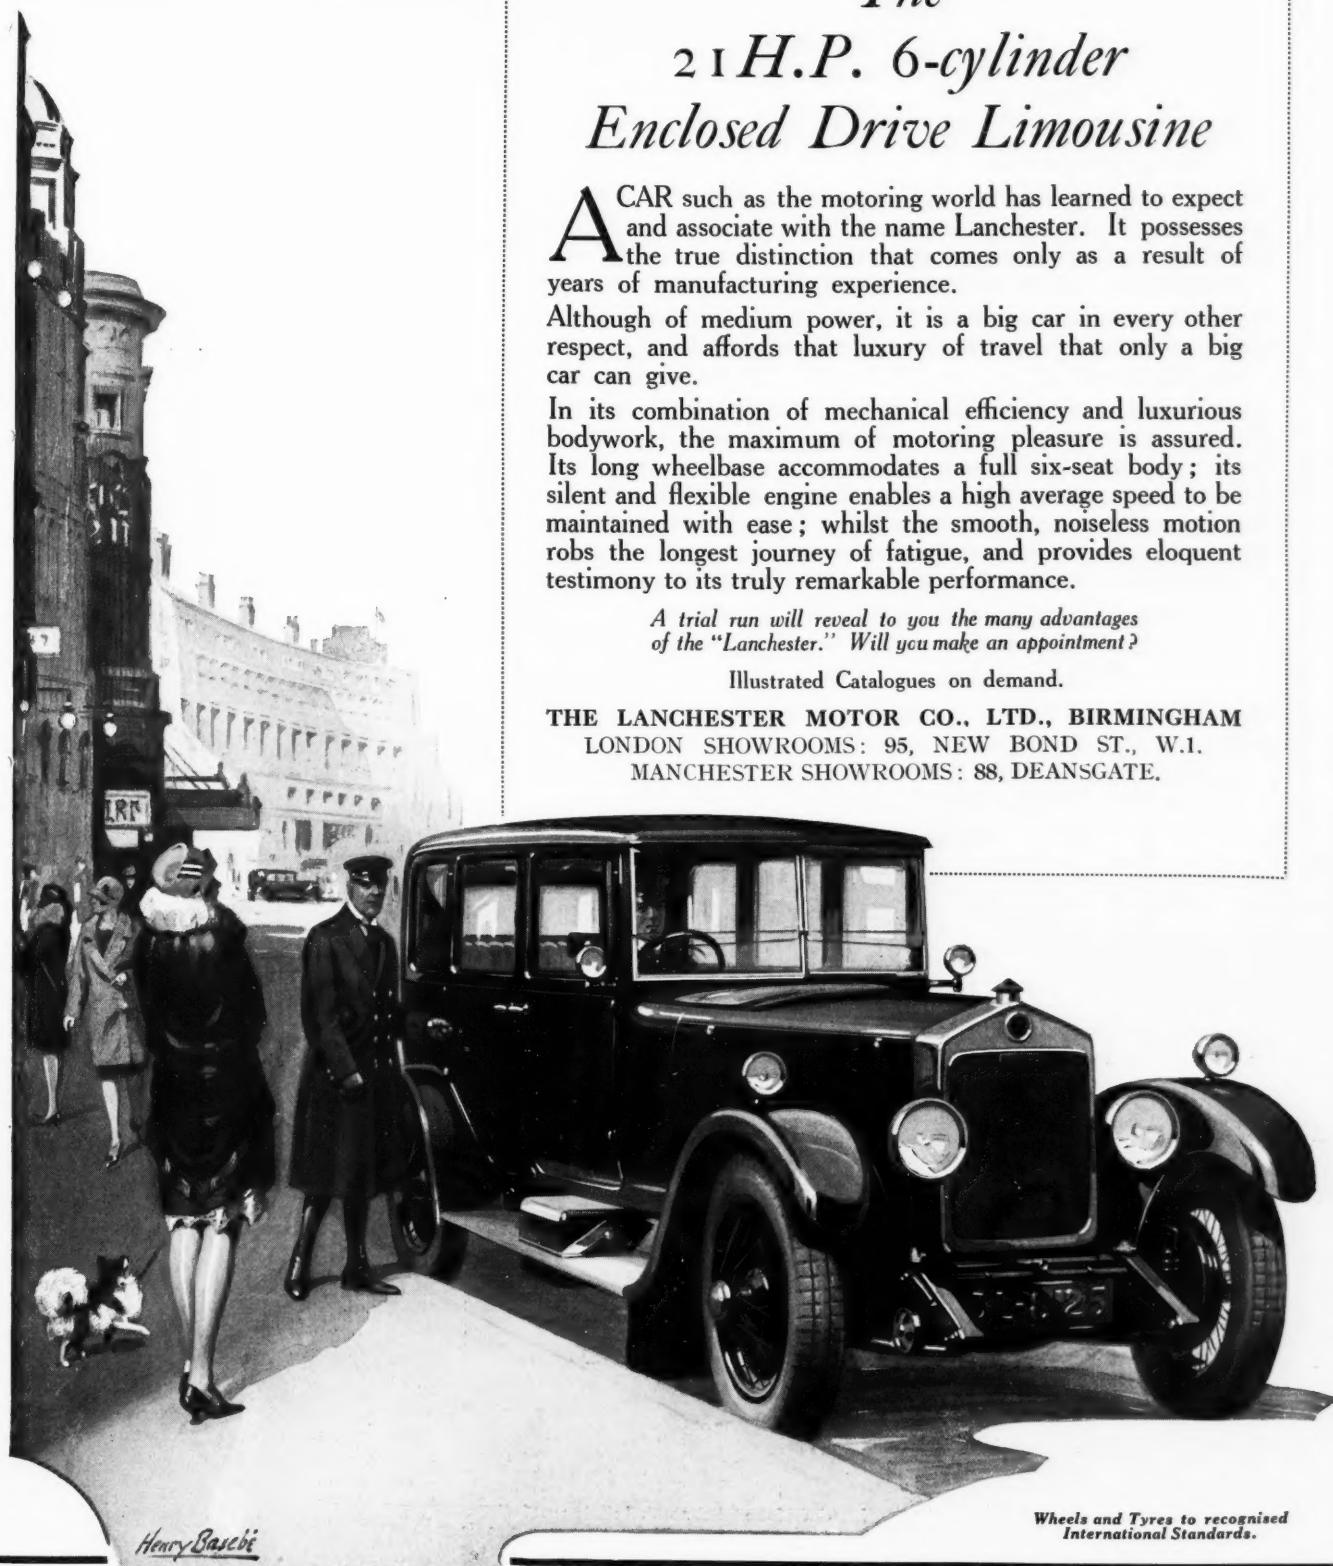 The
21 H.P. 6-cylinder
Enclosed Drive Limousine
A CAR such as the motoring world has learned to expect
and associate with the name Lanchester. It possesses
the true distinction that comes only as a result of
years of manufacturing experience.
Although of medium power, it is a big car in every other
respect, and affords that luxury of travel that only a big
car can give.
In its combination of mechanical efficiency and luxurious
bodywork, the maximum of motoring pleasure is assured.
Its long wheelbase accommodates a full six-seat body; its
silent and flexible engine enables a high average speed to be
maintained with ease; whilst the smooth, noiseless motion
robs the longest journey of fatigue, and provides eloquent
testimony to its truly remarkable performance.
A trial run will reveal to you the many advantages
of the "Lanchester." Will you make an appointment?
Illustrated Catalogues on demand.
THE LANCHESTER MOTOR CO., LTD., BIRMINGHAM
LONDON SHOWROOMS: 95, NEW BOND ST., W.1.
MANCHESTER SHOWROOMS: 88, DEANSGATE.
Wheels and Tyres to recognised
International Standards.
Henry